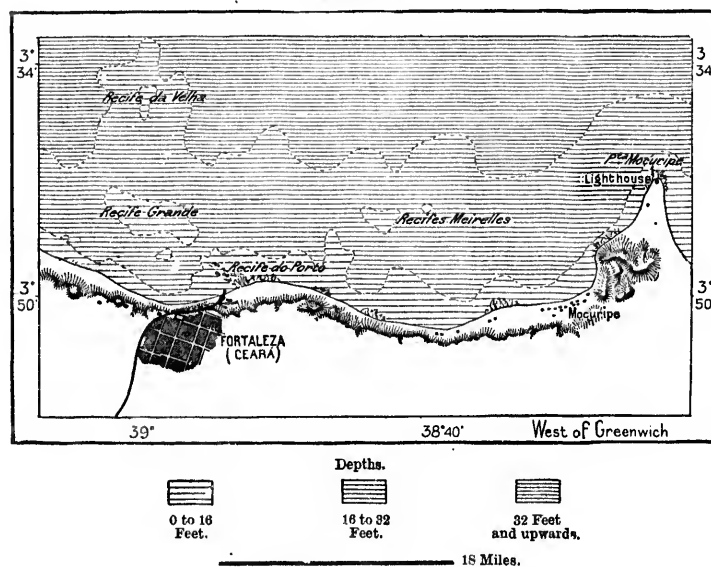 3°
34'
3
34
Recife da Velha
Pta Mocuripe
Lighthouse
Recife Grande
Recifes Meirelles
Recife do Porto
3°
50'
3°
50
Mocuripe
FORTALEZA
(CEARÁ)
39°
38°40'
West of Greenwich
Depths.
0 to 16
Feet.
16 to 32
Feet.
32 Feet
and upwards.
18 Miles.